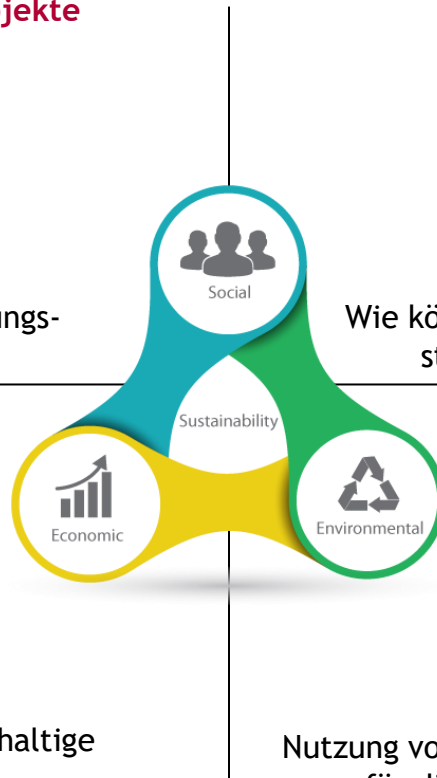 jekte
Social
ungs-
Wie kö
st
Sustainability
Economic
Environmental
haltige
Nutzung vo